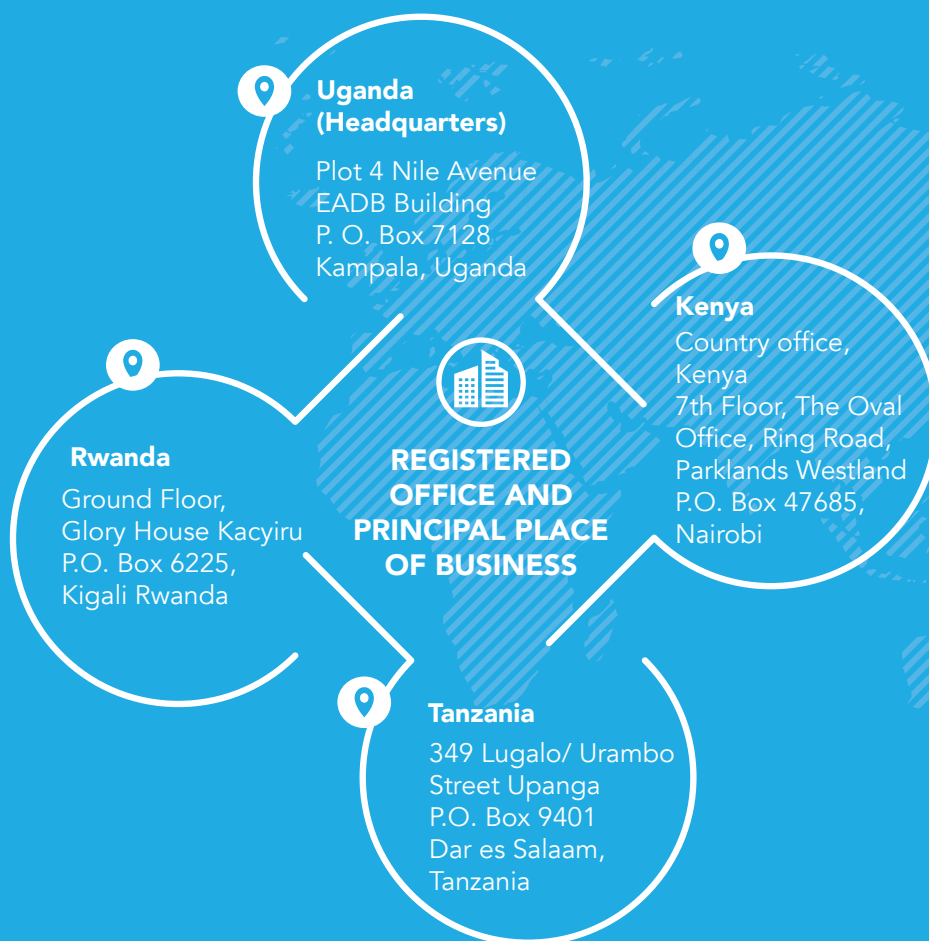 Uganda
(Headquarters)
Plot 4 Nile Avenue
EADB Building
P. O. Box 7128
Kampala, Uganda
Kenya
Country office,
Kenya
7th Floor, The Oval
Office, Ring Road,
Parklands Westland
P.O. Box 47685,
Nairobi
REGISTERED
OFFICE AND
PRINCIPAL PLACE
OF BUSINESS
Rwanda
Ground Floor,
Glory House Kacyiru
P.O. Box 6225,
Kigali Rwanda
Tanzania
349 Lugalo/ Urambo
Street Upanga
P.O. Box 9401
Dar es Salaam,
Tanzania